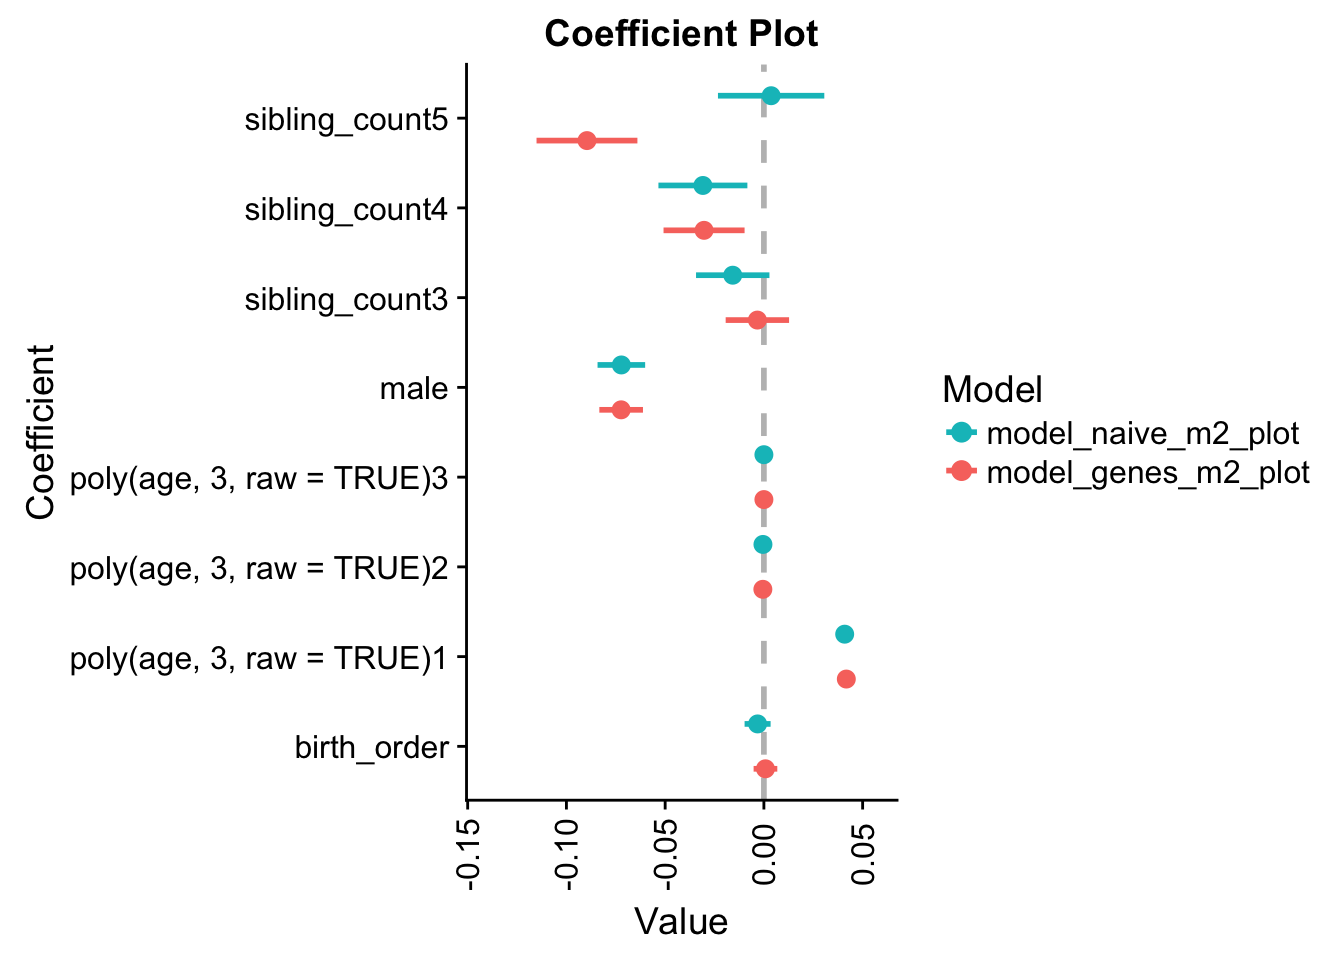 Coefficient Plot
Coefficient
sibling_count5
sibling_count4
sibling_count3
male
poly(age, 3, raw = TRUE)3
poly(age, 3, raw = TRUE)2
poly(age, 3, raw = TRUE)1
birth_order
-0.15
-0.10
-0.05
0.00
0.05
Value
Model
model_naive_m2_plot
model_genes_m2_plot